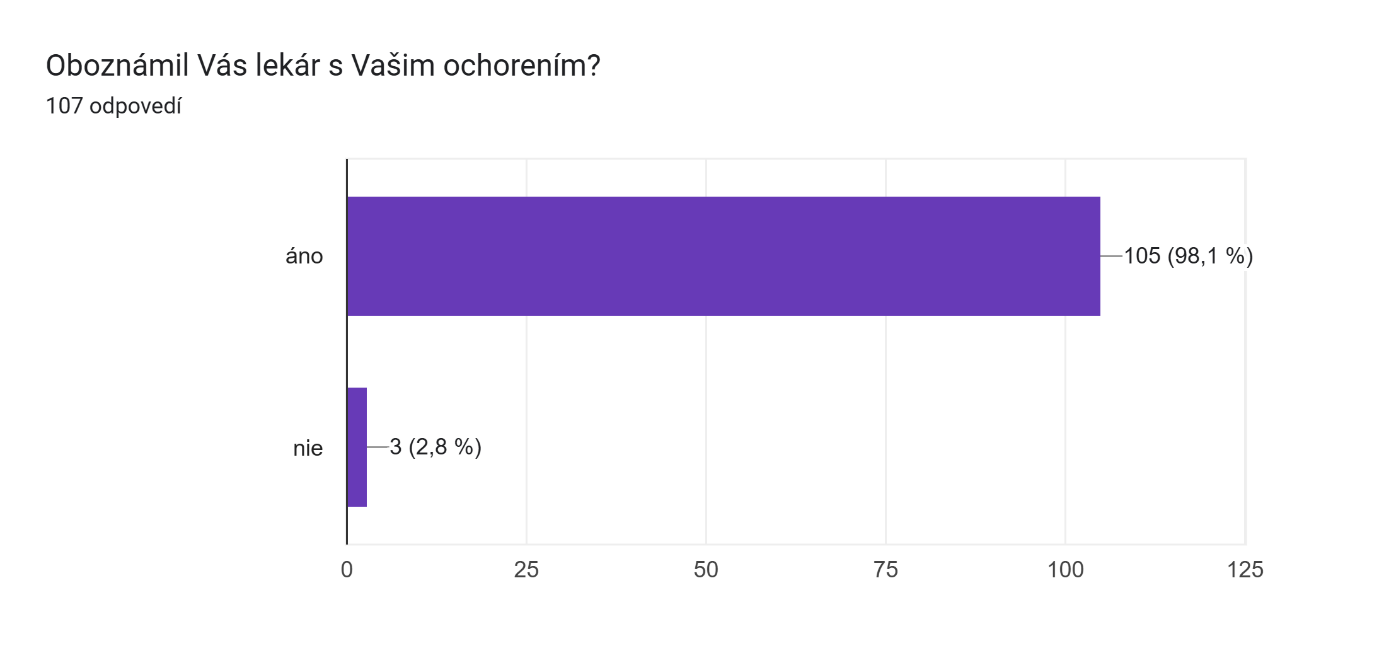 Oboznámil Vás lekár s Vašim ochorením?
107 odpovedí
áno
105 (98,1 %)
nie
3 (2,8 %)
0
25
50
75
100
125